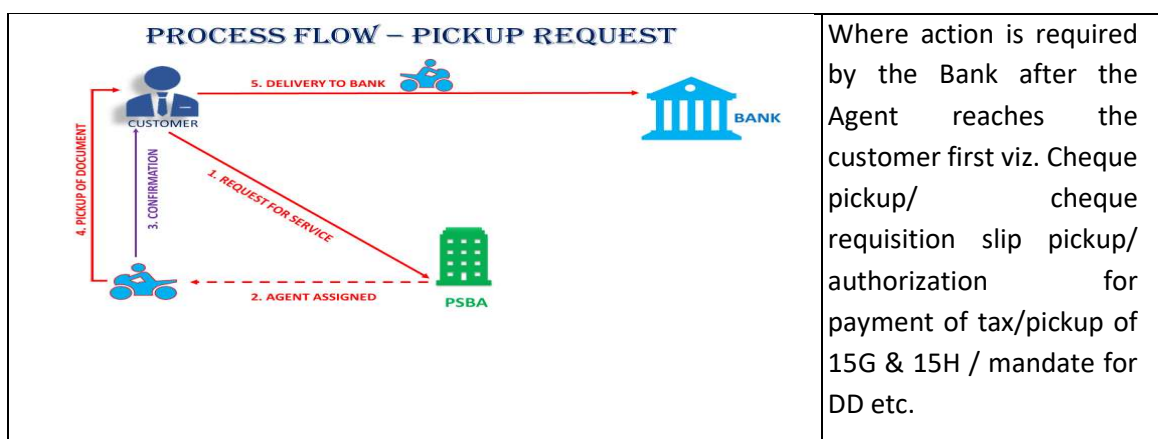 PROCESS FLOW – PICKUP REQUEST
5. DELIVERY TO BANK
CUSTOMER
BANK
4. PICKUP OF DOCUMENT
3. CONFIRMATION
1. REQUEST FOR SERVICE
2. AGENT ASSIGNED
PSBA
Where action is required
by the Bank after the
Agent reaches the
customer first viz. Cheque
pickup/ cheque
requisition slip pickup/
authorization for
payment of tax/pickup of
15G & 15H / mandate for
DD etc.